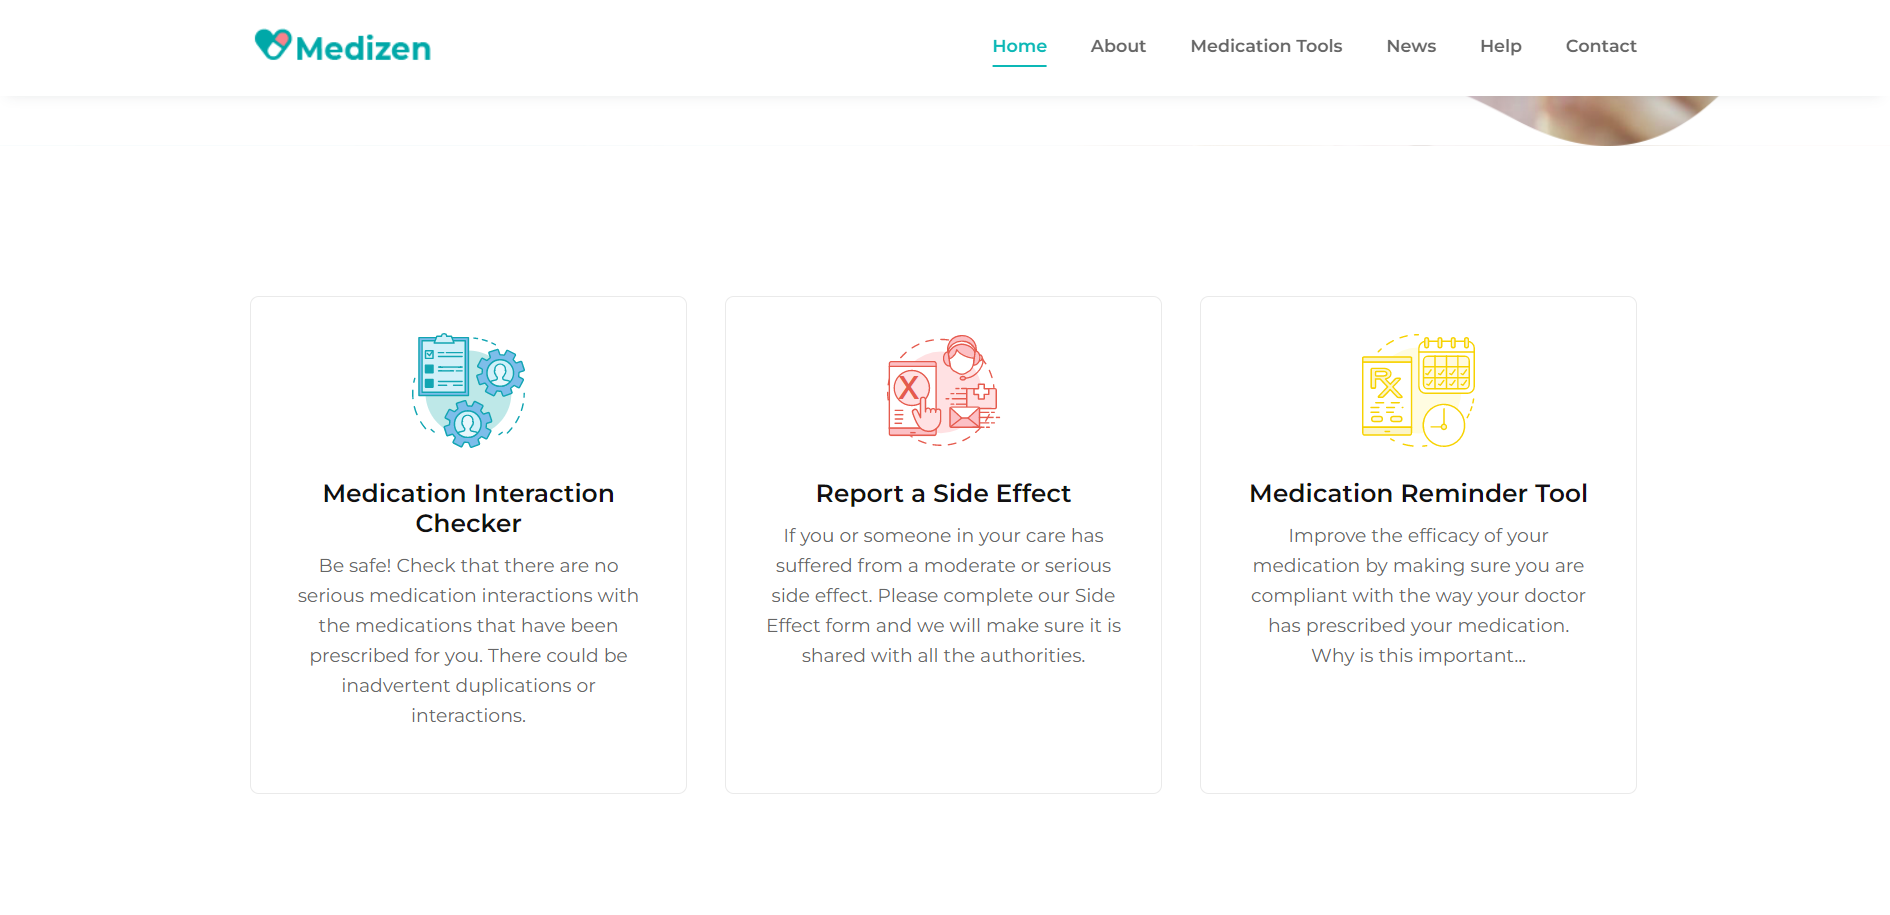 Medizen
Home About Medication Tools News Help Contact
Medication Interaction
Checker
Be safe! Check that there are no
serious medication interactions with
the medications that have been
prescribed for you. There could be
inadvertent duplications or
interactions.
X
Report a Side Effect
If you or someone in your care has
suffered from a moderate or serious
side effect. Please complete our Side
Effect form and we will make sure it is
shared with all the authorities.
Rx
Medication Reminder Tool
Improve the efficacy of your
medication by making sure you are
compliant with the way your doctor
has prescribed your medication.
Why is this important...